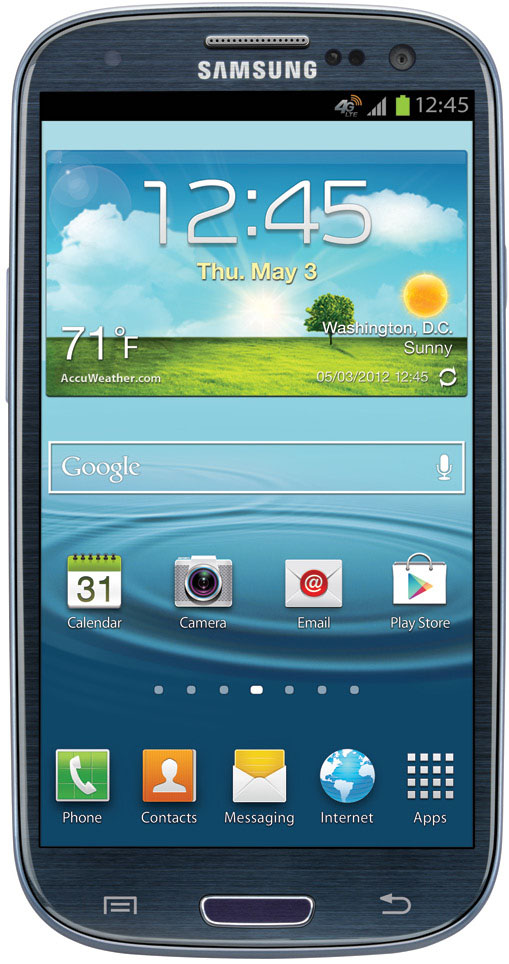 SAMSUNG
4G LTE 12:45
12:45
Thu. May 3
71°F
Washington, D.C.
Sunny
AccuWeather.com
05/03/2012 12:45
Google
31
@
Calendar
Camera
Email
Play Store
Phone
Contacts
Messaging
Internet
Apps